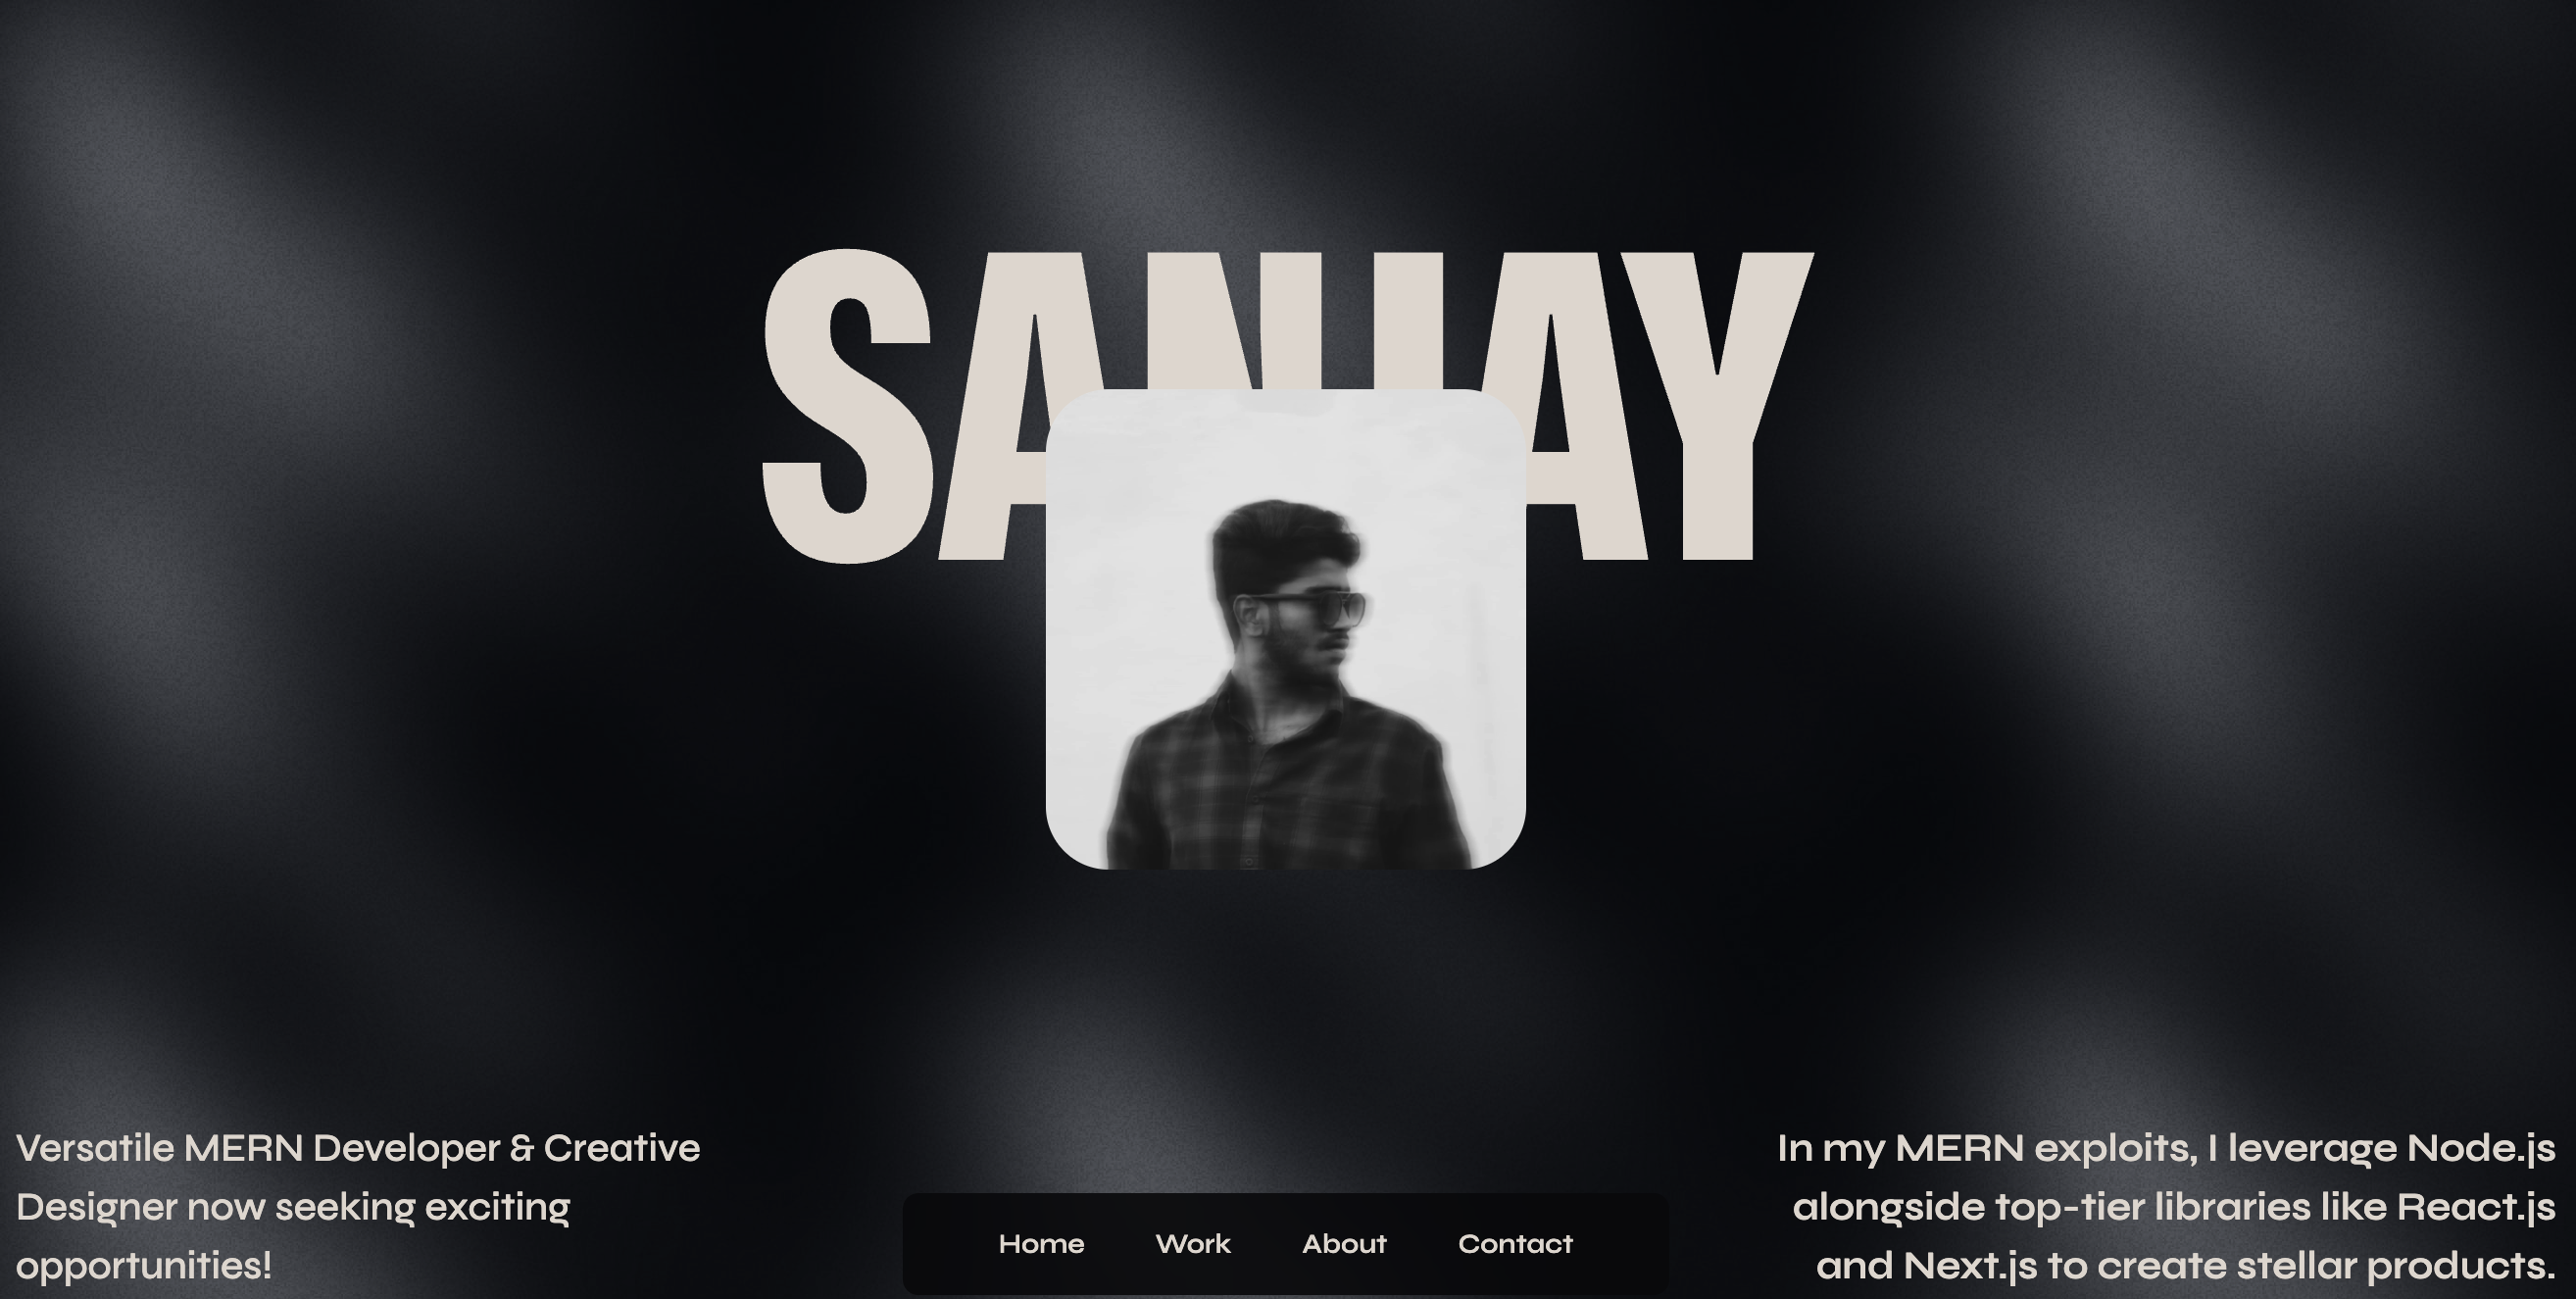 SANJAY
Versatile MERN Developer & Creative
Designer now seeking exciting
opportunities!
Home Work About Contact
In my MERN exploits, I leverage Node.js
alongside top-tier libraries like React.js
and Next.js to create stellar products.